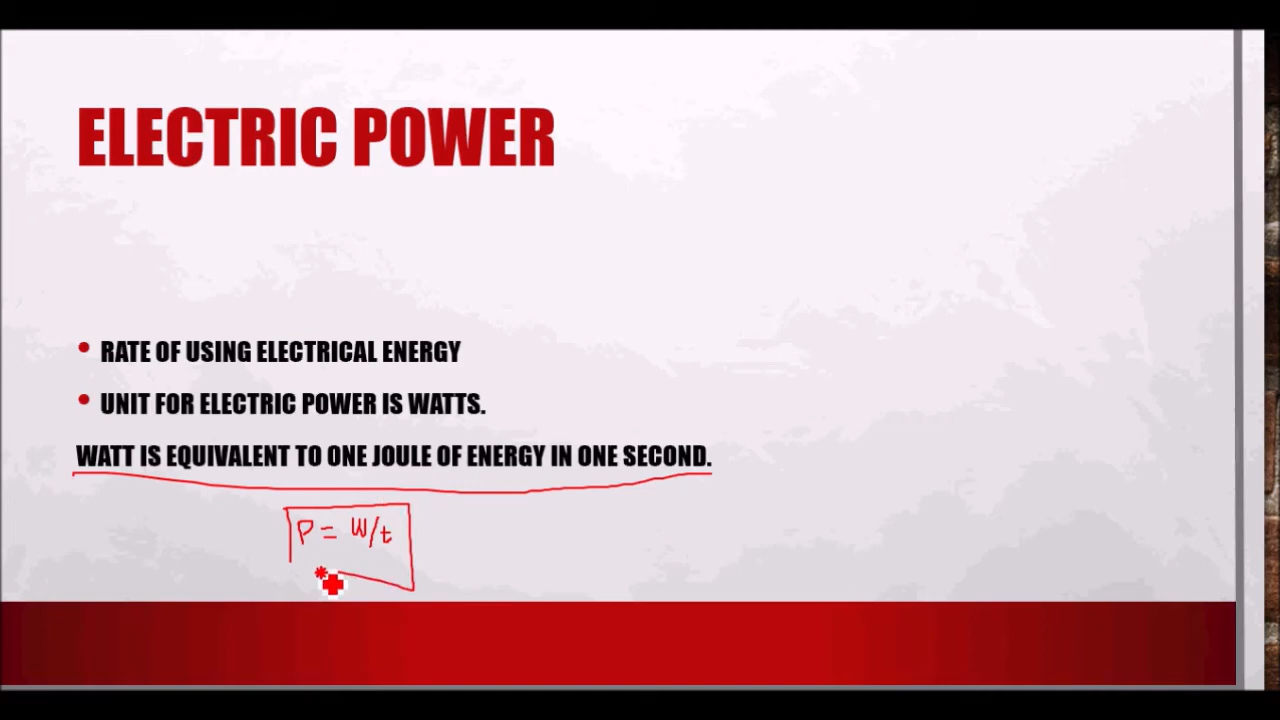 ELECTRIC POWER
• RATE OF USING ELECTRICAL ENERGY
• UNIT FOR ELECTRIC POWER IS WATTS.
WATT IS EQUIVALENT TO ONE JOULE OF ENERGY IN ONE SECOND.
P = W/t